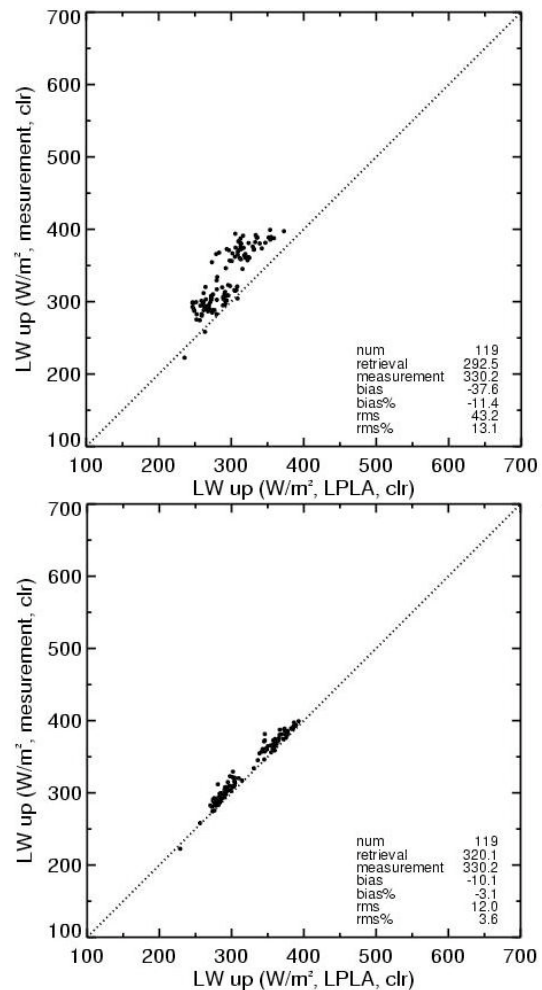 700
600
500
400
300
200
100
100 200 300 400 500 600 700
LW up (W/m², mesurement, clr)
LW up (W/m², LPLA, clr)
num 119
retrieval 292.5
measurement 330.2
bias -37.6
bias% -11.4
rms 43.2
rms% 13.1
700
600
500
400
300
200
100
100 200 300 400 500 600 700
LW up (W/m², mesurement, clr)
LW up (W/m², LPLA, clr)
num 119
retrieval 320.1
measurement 330.2
bias -10.1
bias% -3.1
rms 12.0
rms% 3.6